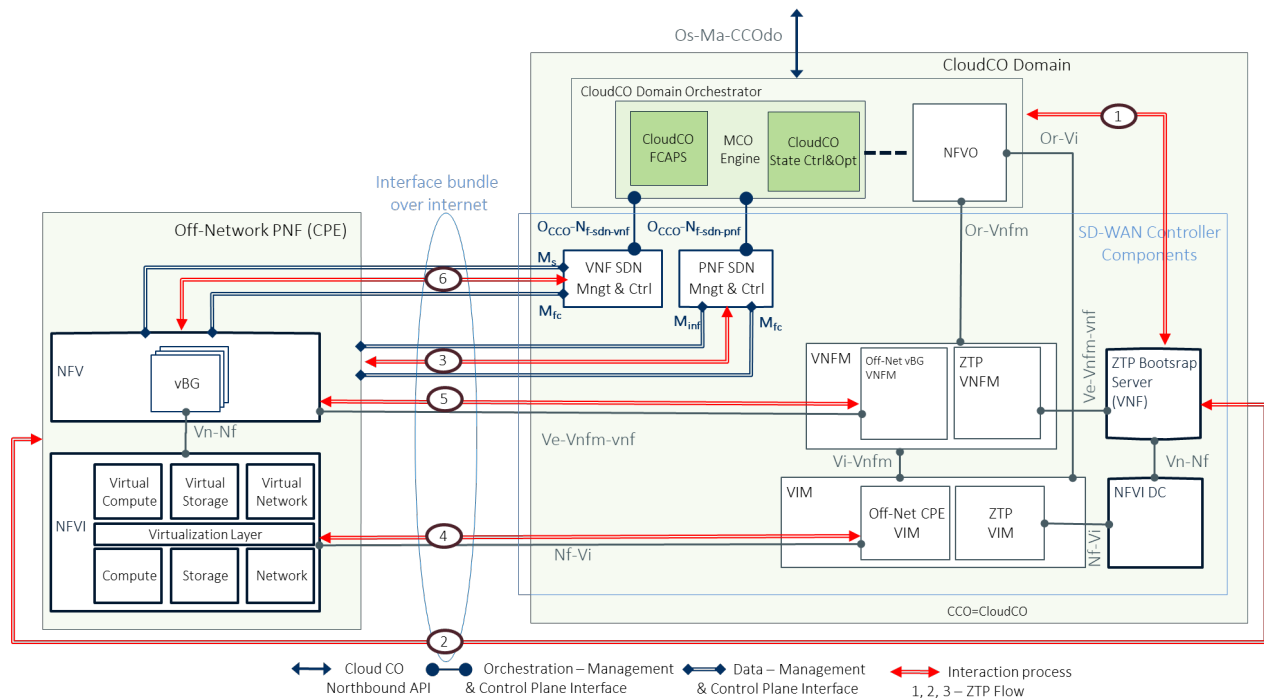 Os-Ma-CCOdo
CloudCO Domain
CloudCO Domain Orchestrator
1
CloudCO
FCAPS
MCO
Engine
CloudCO
State Ctrl&Opt
NFVO
Or-Vi
Interface bundle
over internet
Off-Network PNF (CPE)
OCCO-Nf-sdn-vnf
OCCO-Nf-sdn-pnf
Or-Vnfm
SD-WAN Controller
Components
Ms
6
Mfc
VNF SDN
Mngt & Ctrl
PNF SDN
Mngt & Ctrl
Minf
Mfc
3
NFV
vBG
5
VNFM
Off-Net vBG
VNFM
ZTP
VNFM
Ve-Vnfm-vnf
ZTP Bootsrap
Server
(VNF)
Vn-Nf
Ve-Vnfm-vnf
Vi-Vnfm
Vn-Nf
NFVI
Virtual
Compute
Virtual
Storage
Virtual
Network
Virtualization Layer
Compute
Storage
Network
4
Nf-Vi
VIM
Off-Net CPE
VIM
ZTP
VIM
Nf-Vi
NFVI DC
CCO=CloudCO
2
Cloud CO
Northbound API
Orchestration – Management
& Control Plane Interface
Data – Management
& Control Plane Interface
Interaction process
1, 2, 3 – ZTP Flow